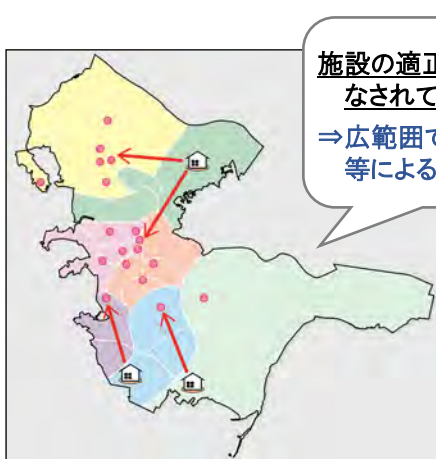 施設の適正
なされて
⇒広範囲で
等による